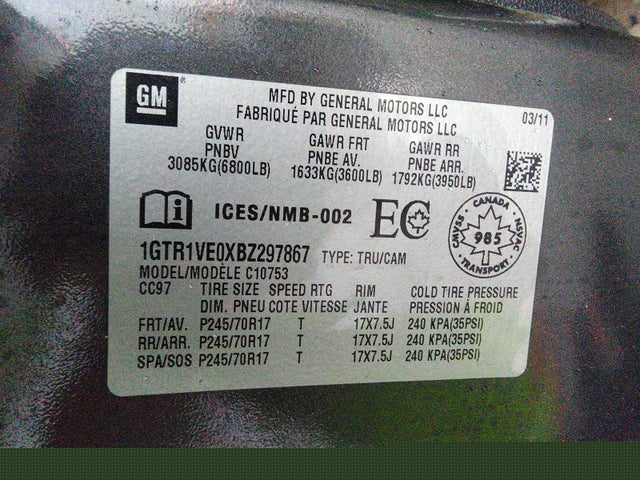 GM
MFD BY GENERAL MOTORS LLC
FABRIQUÉ PAR GENERAL MOTORS LLC
03/11
GVWR GAWR FRT GAWR RR
PNBV PNBE AV. PNBE ARR.
3085KG(6800LB) 1633KG(3600LB) 1792KG(3950LB)
i ICES/NMB-002 EC
CANADA
CMVSS 985 NSVAC
TRANSPORT
1GTR1VE0XBZ297867 TYPE: TRU/CAM
MODEL/MODÈLE C10753
CC97 TIRE SIZE SPEED RTG RIM COLD TIRE PRESSURE
DIM. PNEU COTE VITESSE JANTE PRESSION À FROID
FRT/AV. P245/70R17 T 17X7.5J 240 KPA(35PSI)
RR/ARR. P245/70R17 T 17X7.5J 240 KPA(35PSI)
SPA/SOS P245/70R17 T 17X7.5J 240 KPA(35PSI)